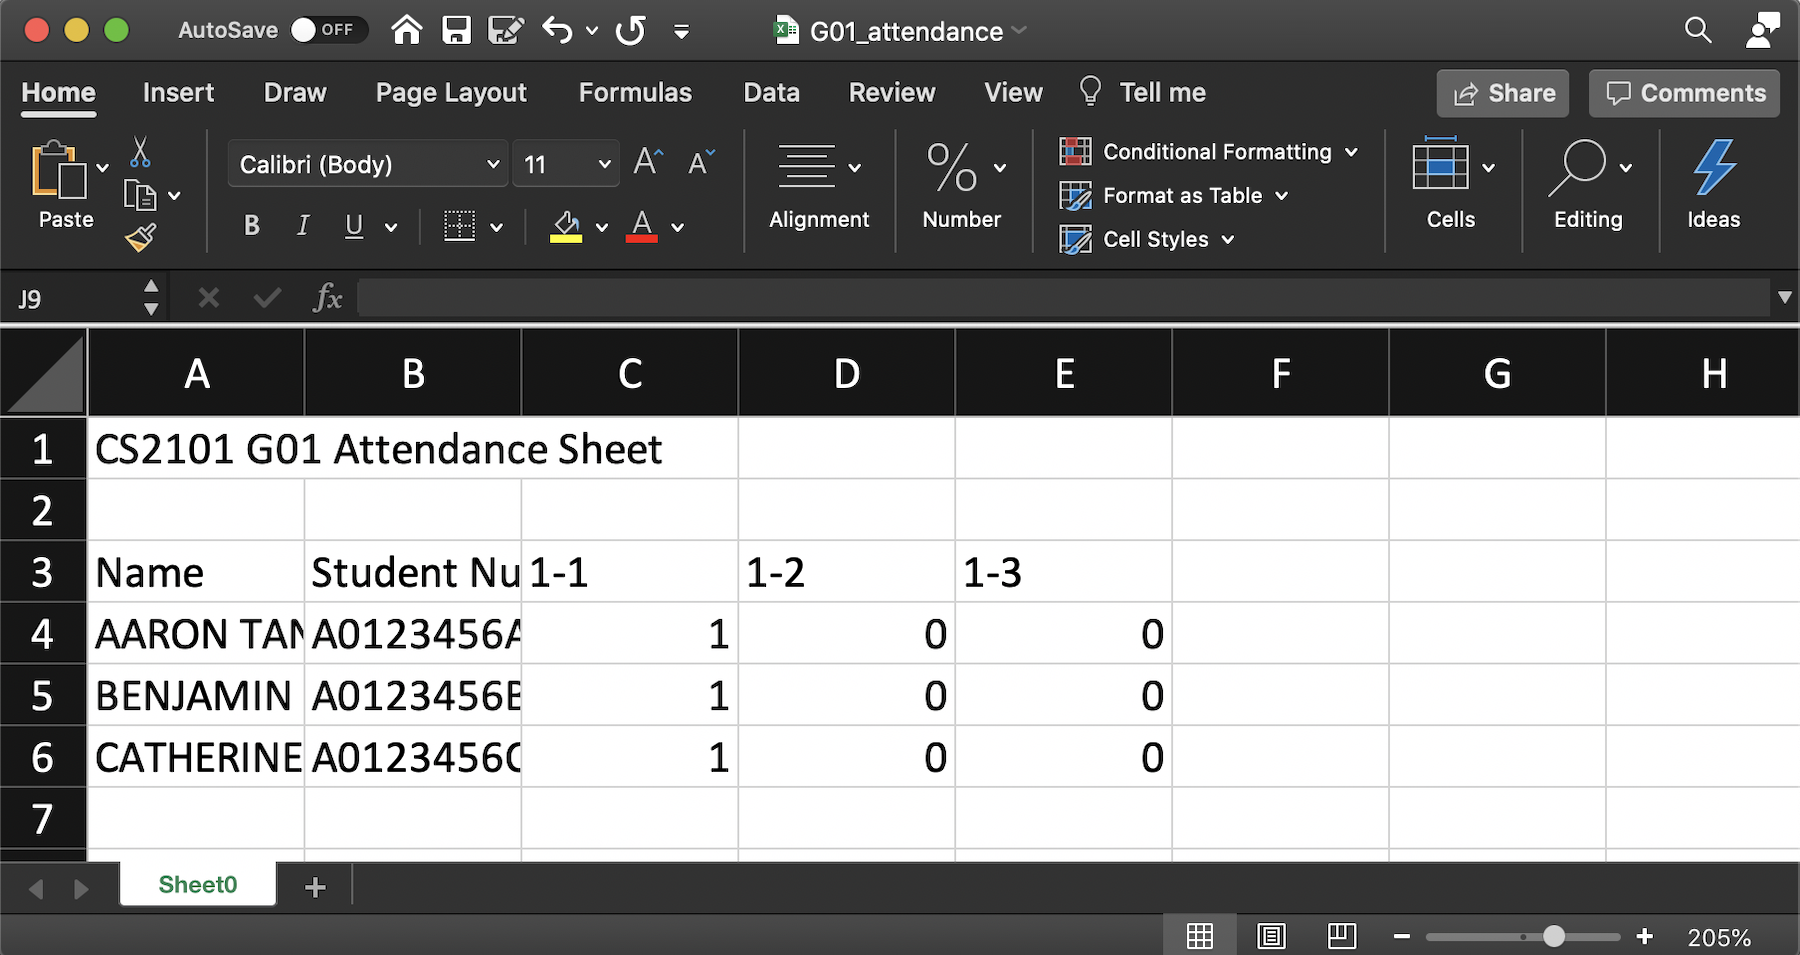 AutoSave OFF G01_attendance
Home Insert Draw Page Layout Formulas Data Review View Tell me Share Comments
Paste Calibri (Body) 11 A A Alignment % Number Conditional Formatting Format as Table Cell Styles Cells Editing Ideas
B I U A
J9 fx
A B C D E F G H
1 CS2101 G01 Attendance Sheet
2
3 Name Student Nu 1-1 1-2 1-3
4 AARON TAN A0123456A 1 0 0
5 BENJAMIN A0123456B 1 0 0
6 CATHERINE A0123456C 1 0 0
7
Sheet0 +
205%